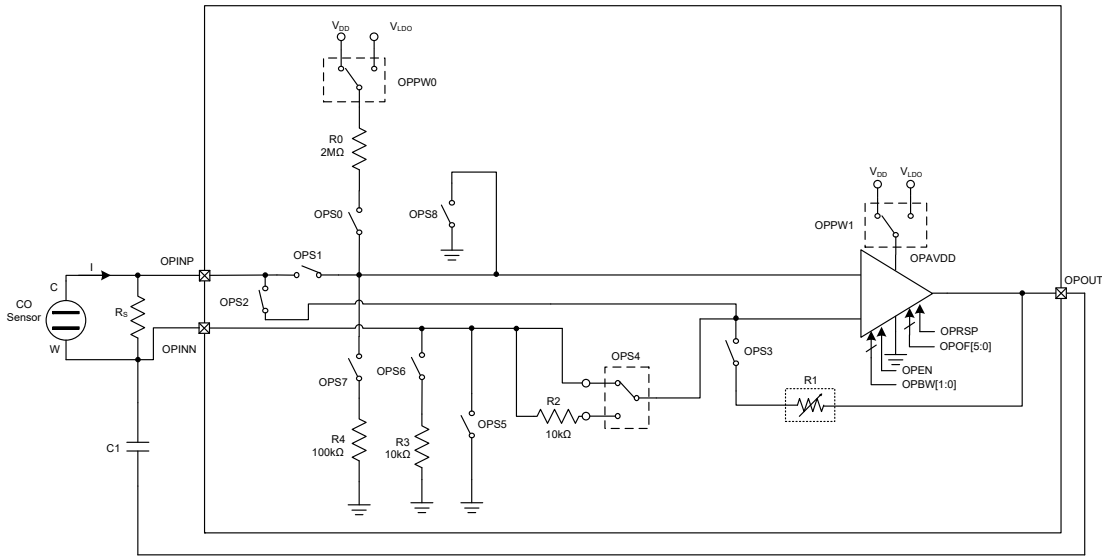 VDD
VLDO
OPPW0
R0
2MΩ
OPS0
OPS8
VDD
VLDO
OPPW1
OPAVDD
OPINP
OPS1
OPOUT
I
C
CO
Sensor
W
RS
OPS2
OPINN
OPRSP
OPOF[5:0]
OPEN
OPBW[1:0]
OPS3
OPS4
OPS7
OPS6
R1
R2
10kΩ
OPS5
C1
R4
100kΩ
R3
10kΩ